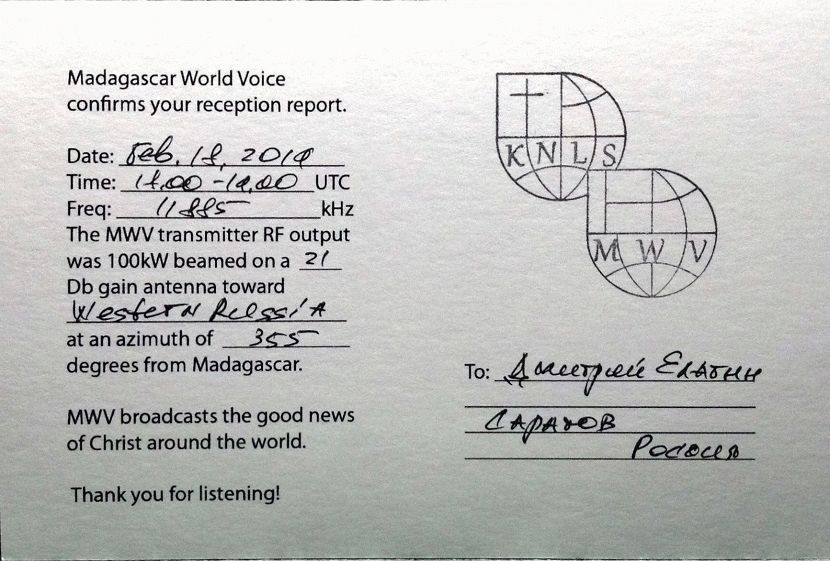 Madagascar World Voice
confirms your reception report.
Date: Feb. 18, 2019
Time: 18.00 - 19.00 UTC
Freq: 11885 kHz
The MWV transmitter RF output
was 100kW beamed on a 21
Db gain antenna toward
Western Russia
at an azimuth of 355
degrees from Madagascar.
MWV broadcasts the good news
of Christ around the world.
Thank you for listening!
KNLS
MWV
To: Дмитрий Елагин
Саратов
Россия